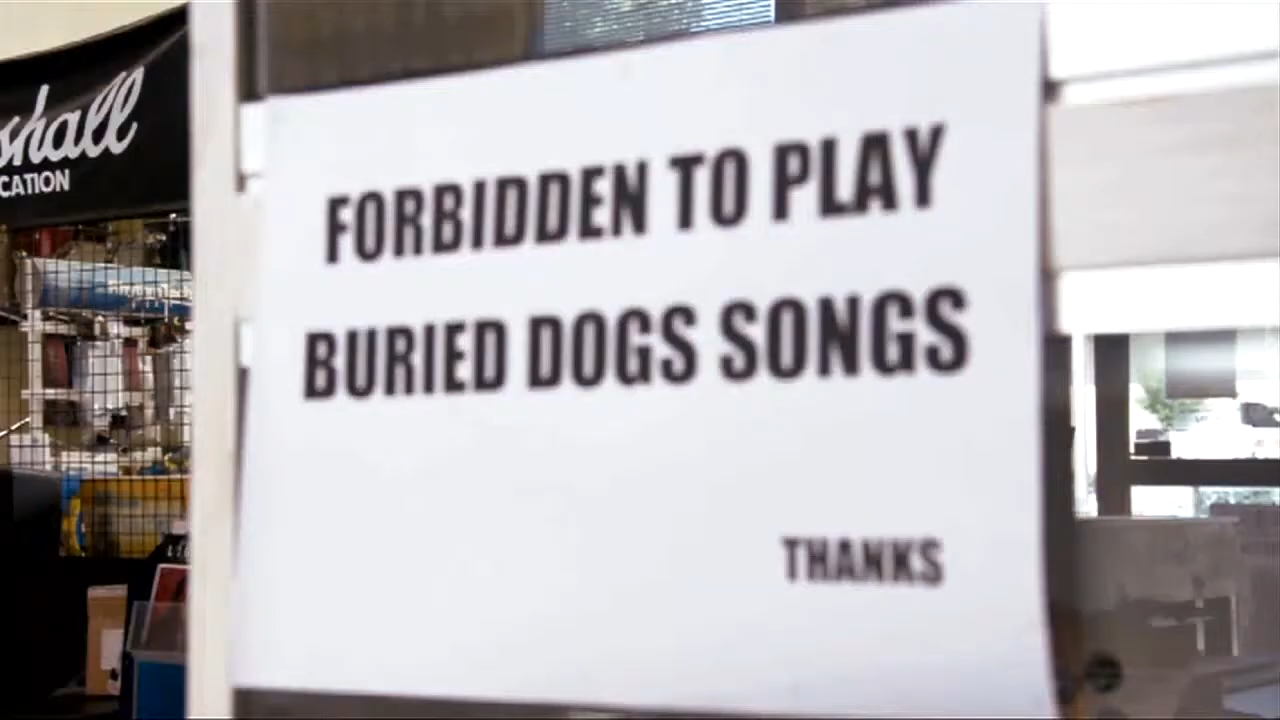 shall
CATION
FORBIDDEN TO PLAY
BURIED DOGS SONGS
THANKS